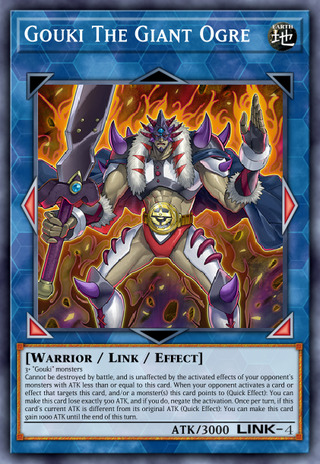 Gouki The Giant Ogre
EARTH
地
[Warrior / Link / Effect]
3+ "Gouki" monsters
Cannot be destroyed by battle, and is unaffected by the activated effects of your opponent's
monsters with ATK less than or equal to this card. When your opponent activates a card or
effect that targets this card, and/or a monster(s) this card points to (Quick Effect): You can
make this card lose exactly 500 ATK, and if you do, negate the activation. Once per turn, if this
card's current ATK is different from its original ATK (Quick Effect): You can make this card
gain 1000 ATK until the end of this turn.
ATK/3000 LINK-4